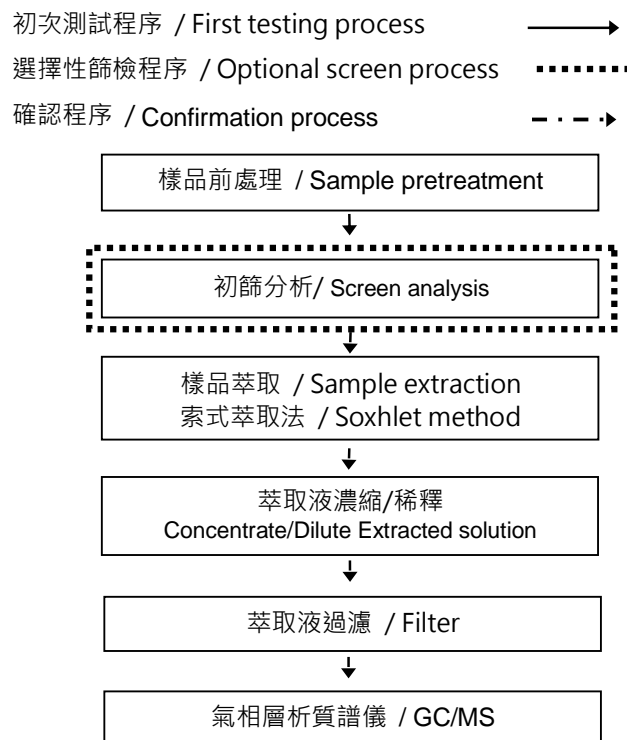 初次測試程序 / First testing process
選擇性篩檢程序 / Optional screen process
確認程序 / Confirmation process
樣品前處理 / Sample pretreatment
初篩分析/ Screen analysis
樣品萃取 / Sample extraction
索式萃取法 / Soxhlet method
萃取液濃縮/稀釋
Concentrate/Dilute Extracted solution
萃取液過濾 / Filter
氣相層析質譜儀 / GC/MS